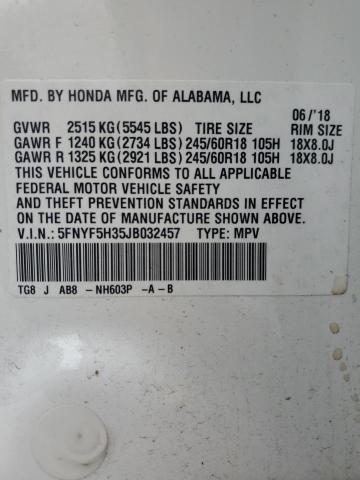 MFD. BY HONDA MFG. OF ALABAMA, LLC
06/'18
GVWR 2515 KG(5545 LBS) TIRE SIZE RIM SIZE
GAWR F 1240 KG(2734 LBS)245/60R18 105H 18X8.0J
GAWR R 1325 KG(2921 LBS)245/60R18 105H 18X8.0J
THIS VEHICLE CONFORMS TO ALL APPLICABLE
FEDERAL MOTOR VEHICLE SAFETY
AND THEFT PREVENTION STANDARDS IN EFFECT
ON THE DATE OF MANUFACTURE SHOWN ABOVE.
V.I.N.: 5FNYF5H35JB032457 TYPE: MPV
TG8 J AB8 - NH603P -A-B